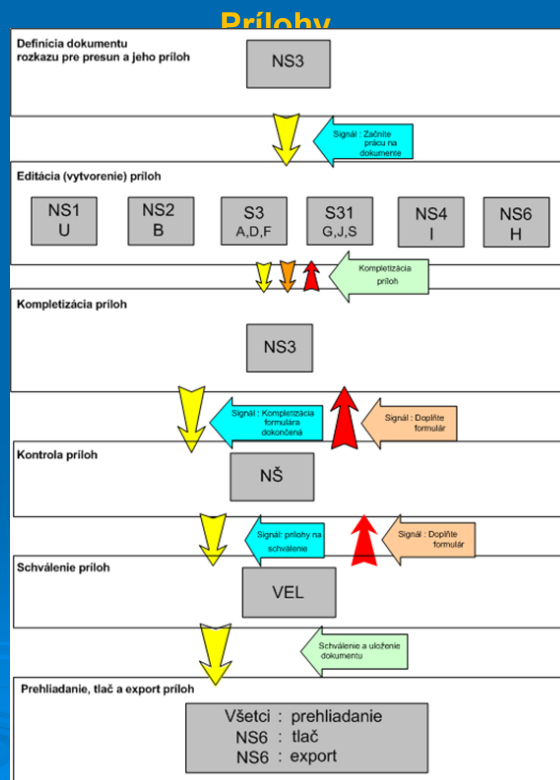 Prílohy
Definícia dokumentu
rozkazu pre presun a jeho príloh
NS3
Signál : Začnite
prácu na
dokumente
Editácia (vytvorenie) príloh
NS1
U
NS2
B
S3
A,D,F
S31
G,J,S
NS4
I
NS6
H
Kompletizácia
príloh
Kompletizácia príloh
NS3
Signál : Kompletizácia
formulára
dokončená
Signál : Doplňte
formulár
Kontrola príloh
NŠ
Signál: prílohy na
schválenie
Signál : Doplňte
formulár
Schválenie príloh
VEL
Schválenie a uloženie
dokumentu
Prehliadanie, tlač a export príloh
Všetci : prehliadanie
NS6 : tlač
NS6 : export